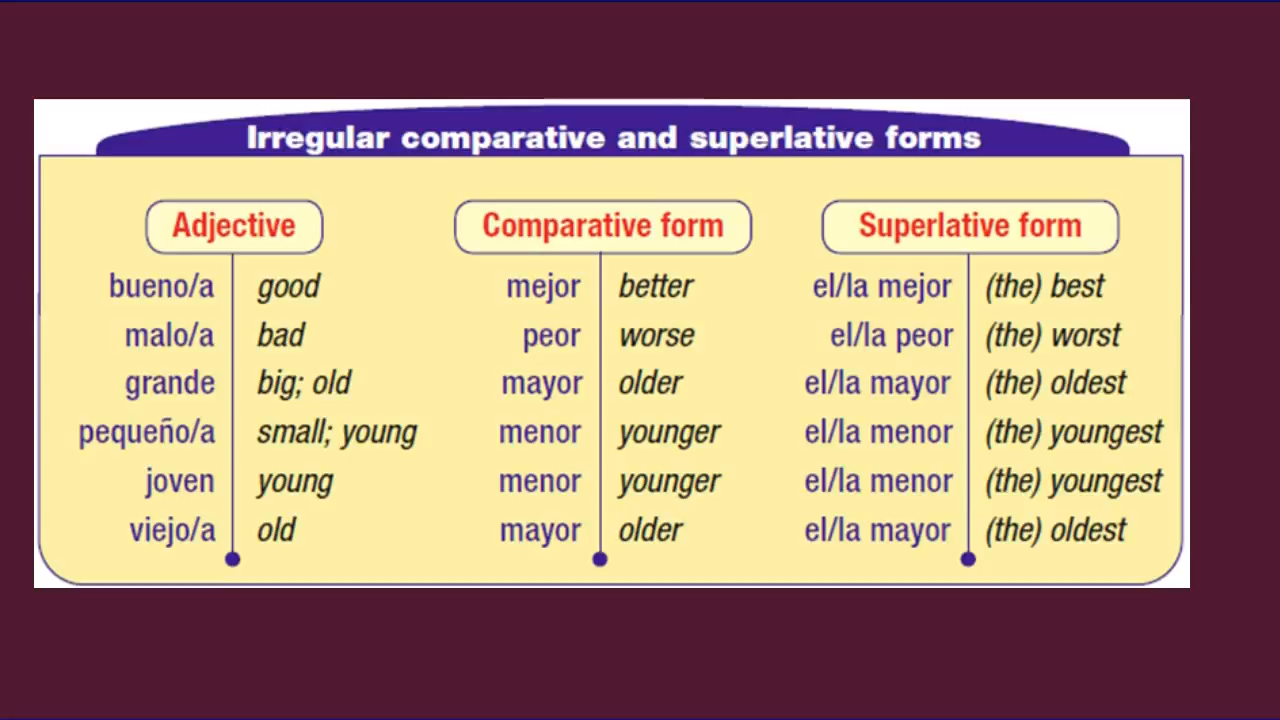 Irregular comparative and superlative forms
Adjective Comparative form Superlative form
bueno/a good mejor better el/la mejor (the) best
malo/a bad peor worse el/la peor (the) worst
grande big; old mayor older el/la mayor (the) oldest
pequeño/a small; young menor younger el/la menor (the) youngest
joven young menor younger el/la menor (the) youngest
viejo/a old mayor older el/la mayor (the) oldest